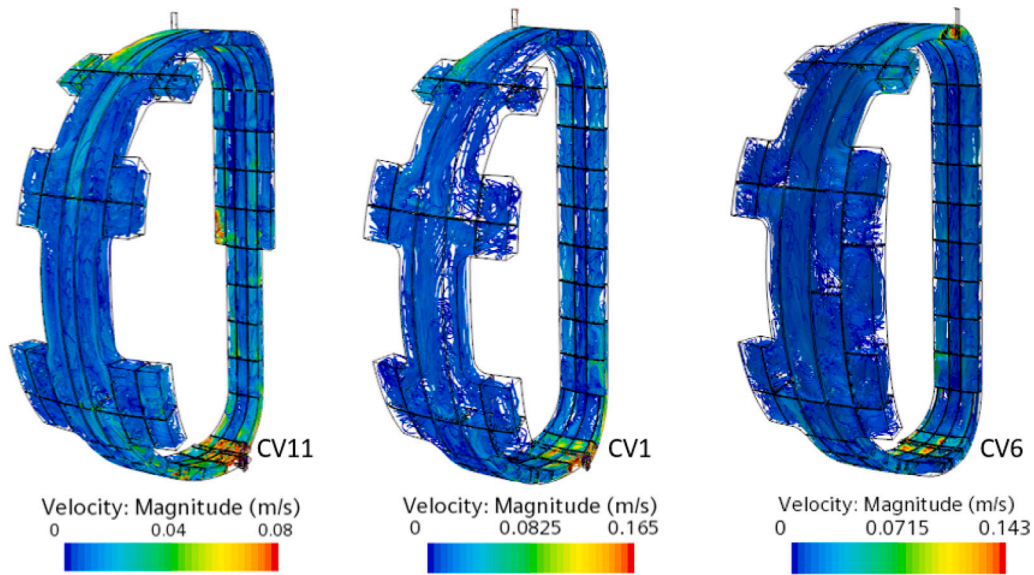 CV11
CV1
CV6
Velocity: Magnitude (m/s)
0 0.04 0.08
Velocity: Magnitude (m/s)
0 0.0825 0.165
Velocity: Magnitude (m/s)
0 0.0715 0.143